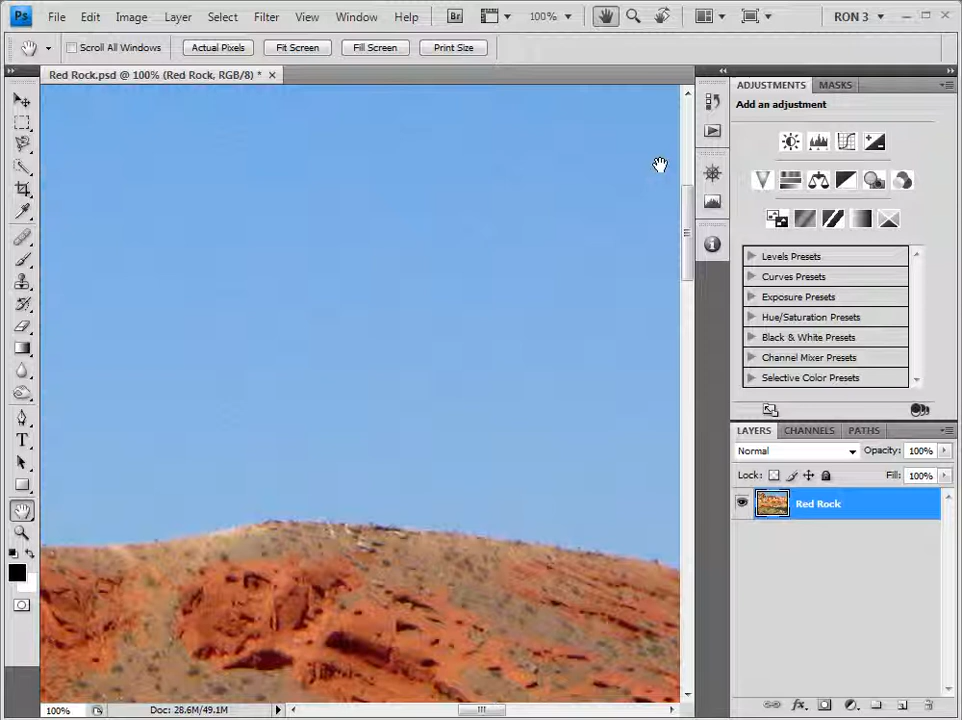 Ps File Edit Image Layer Select Filter View Window Help Br 100% RON 3
Scroll All Windows Actual Pixels Fit Screen Fill Screen Print Size
Red Rock.psd @ 100% (Red Rock, RGB/8) *
ADJUSTMENTS MASKS
Add an adjustment
Levels Presets
Curves Presets
Exposure Presets
Hue/Saturation Presets
Black & White Presets
Channel Mixer Presets
Selective Color Presets
LAYERS CHANNELS PATHS
Normal Opacity: 100%
Lock: Fill: 100%
Red Rock
100% Doc: 28.6M/49.1M